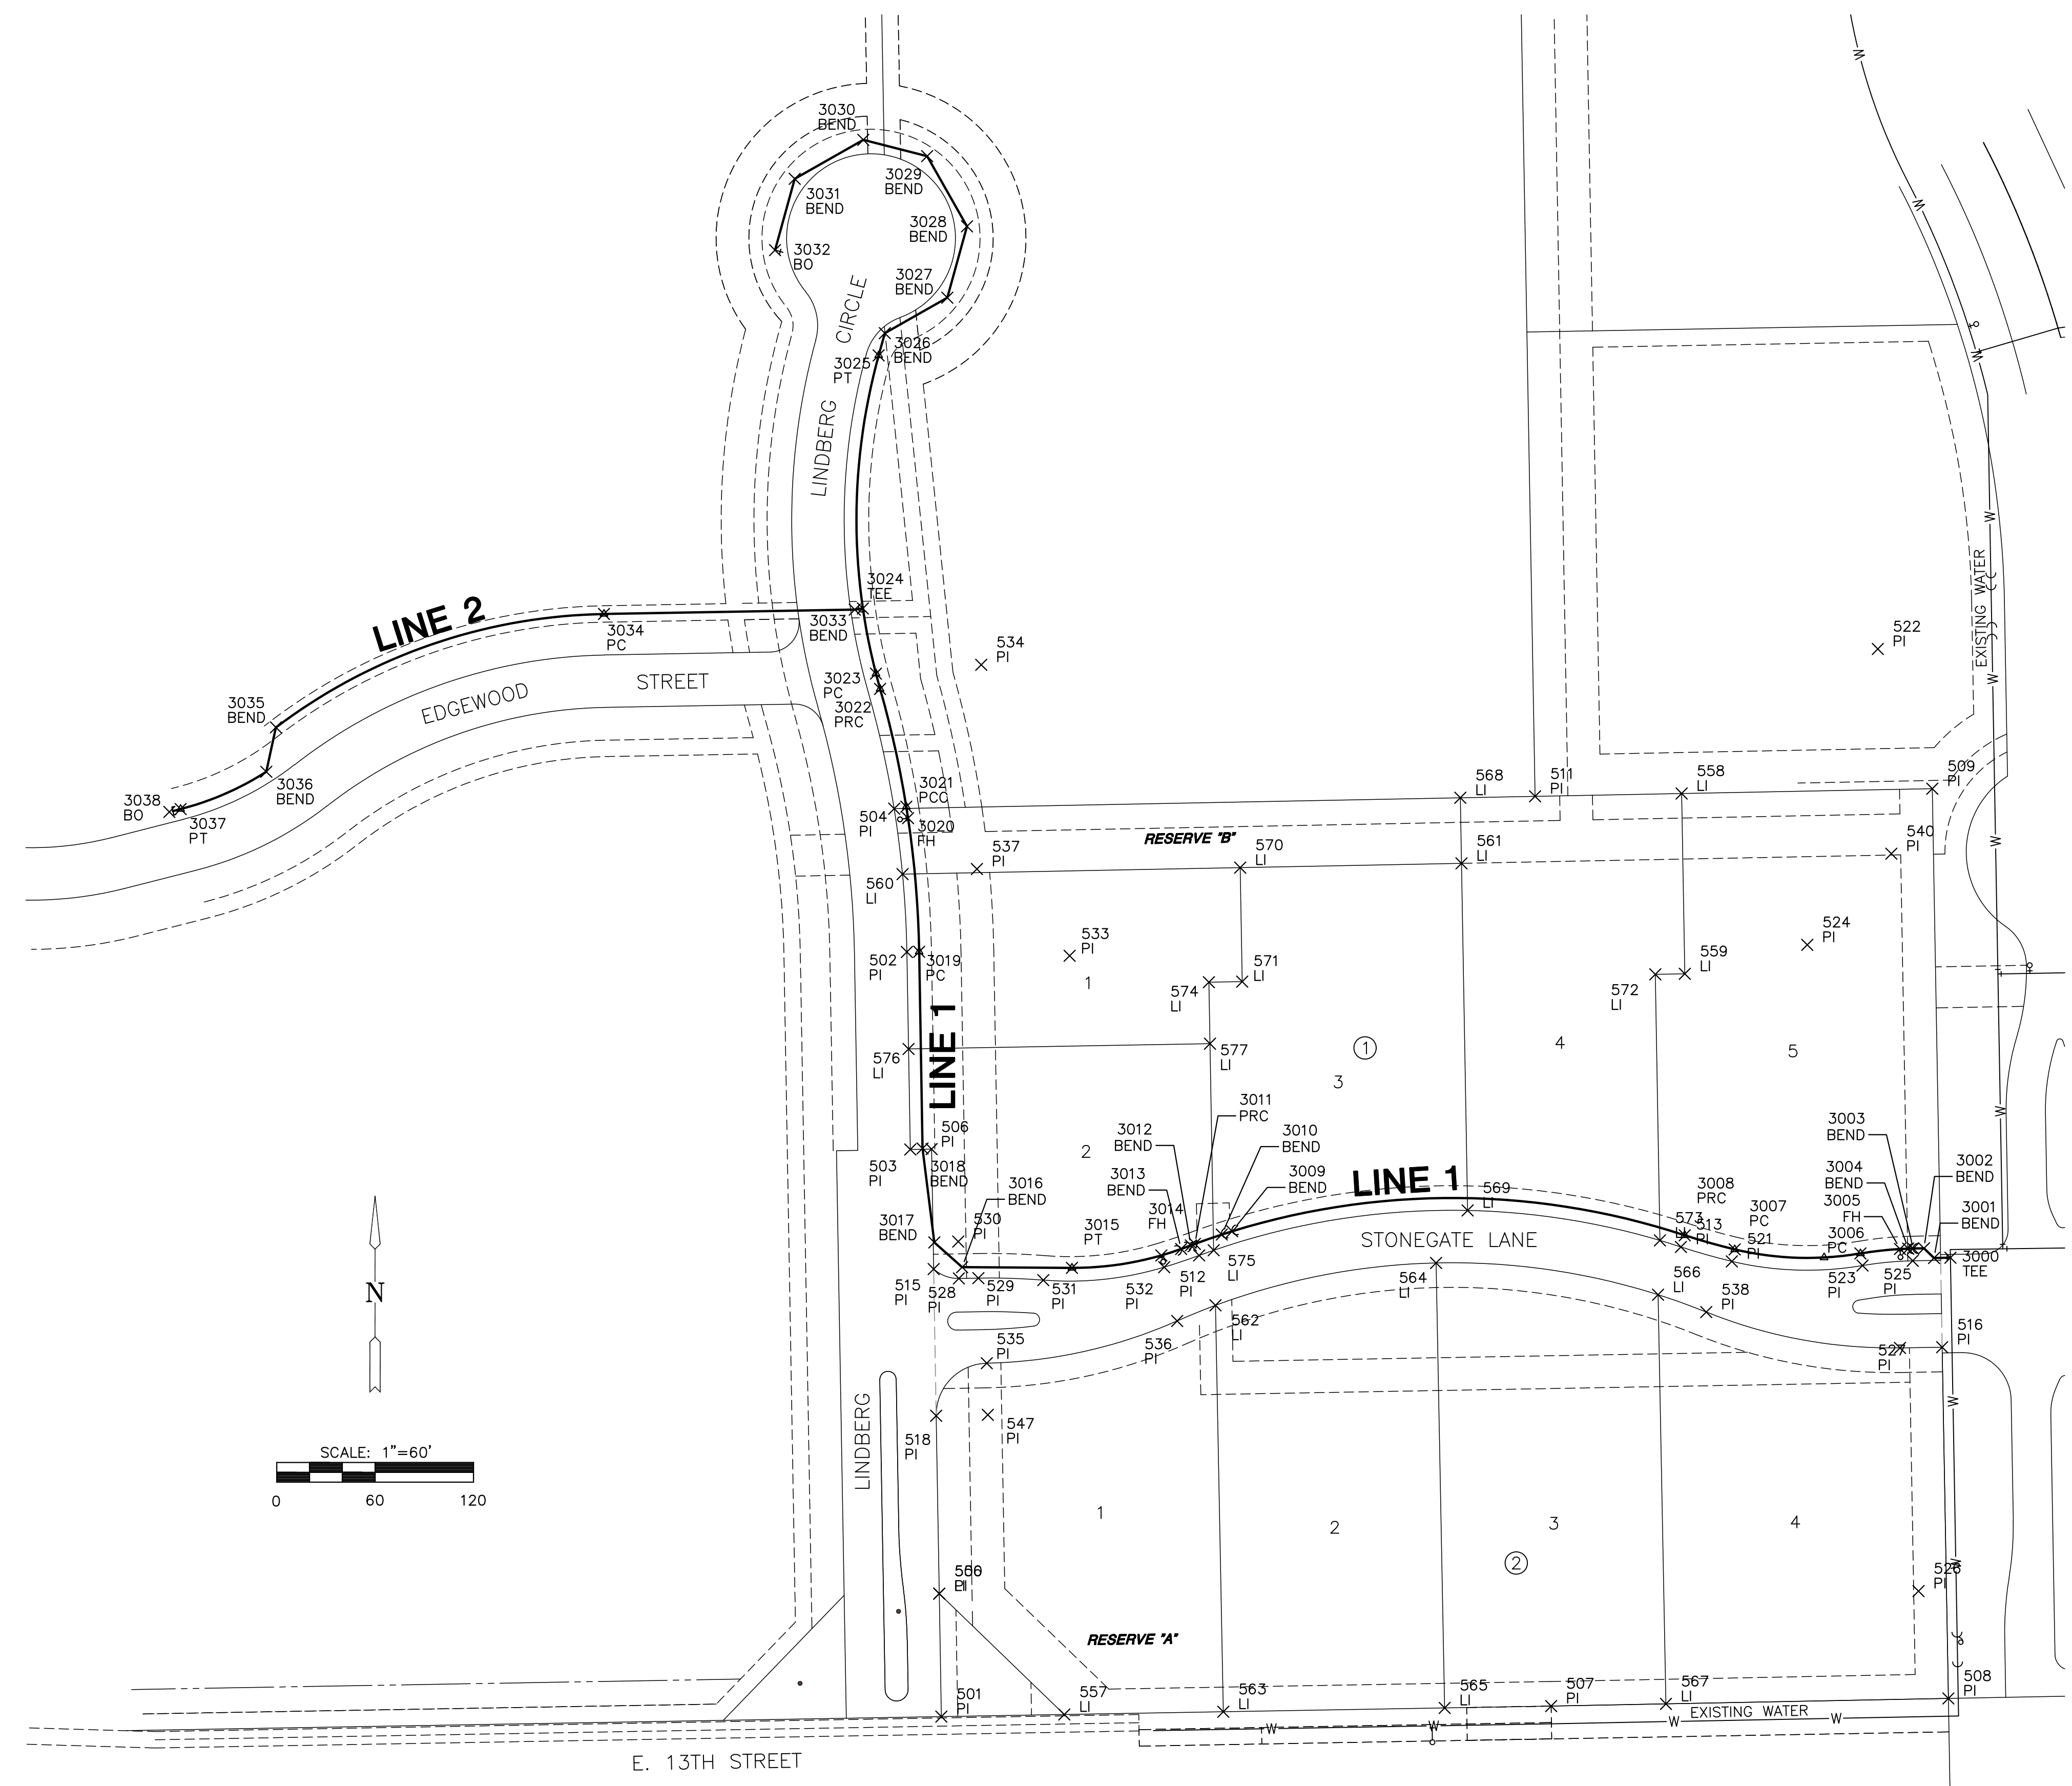 3030
BEND
3029
BEND
3031
BEND
3028
BEND
3032
BO
3027
BEND
LINDBERG CIRCLE
3026
BEND
3025
PT
W
W
W
W
EXISTING WATER
3024
TEE
LINE 2
3033
BEND
3034
PC
534
PI
522
PI
W
3023
PC
STREET
EDGEWOOD
3035
BEND
3022
PRC
3036
BEND
3021
PCC
568
LI
511
PI
558
LI
509
PI
3038
BO
3037
PT
504
PI
3020
FH
RESERVE "B"
W
540
PI
537
PI
570
LI
561
LI
560
LI
533
PI
524
PI
502
PI
3019
PC
1
571
LI
559
LI
574
LI
572
LI
LINE 1
576
LI
577
LI
1
4
5
3
W
3011
PRC
3003
BEND
506
PI
3012
BEND
3010
BEND
2
503
PI
3018
BEND
3016
BEND
3013
BEND
3009
BEND
LINE 1
3004
BEND
3002
BEND
3008
PRC
3014
FH
569
LI
3007
PC
3005
FH
3001
BEND
3017
BEND
530
PI
3015
PT
573
LI
513
PI
521
PI
3006
PC
STONEGATE LANE
3000
TEE
515
PI
528
PI
529
PI
531
PI
532
PI
512
PI
575
LI
564
LI
566
LI
538
PI
523
PI
525
PI
N
535
PI
536
PI
562
LI
527
PI
516
PI
W
547
PI
518
PI
LINDBERG
SCALE: 1"=60'
0 60 120
1
2
3
4
2
W
526
PI
RESERVE "A"
501
PI
557
LI
563
LI
565
LI
507
PI
567
LI
508
PI
EXISTING WATER
W
W
W
W
E. 13TH STREET